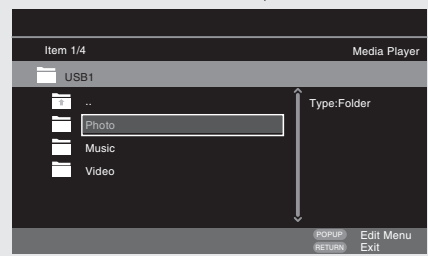 Item 1/4 Media Player
USB1
.. Type:Folder
Photo
Music
Video
POPUP Edit Menu
RETURN Exit